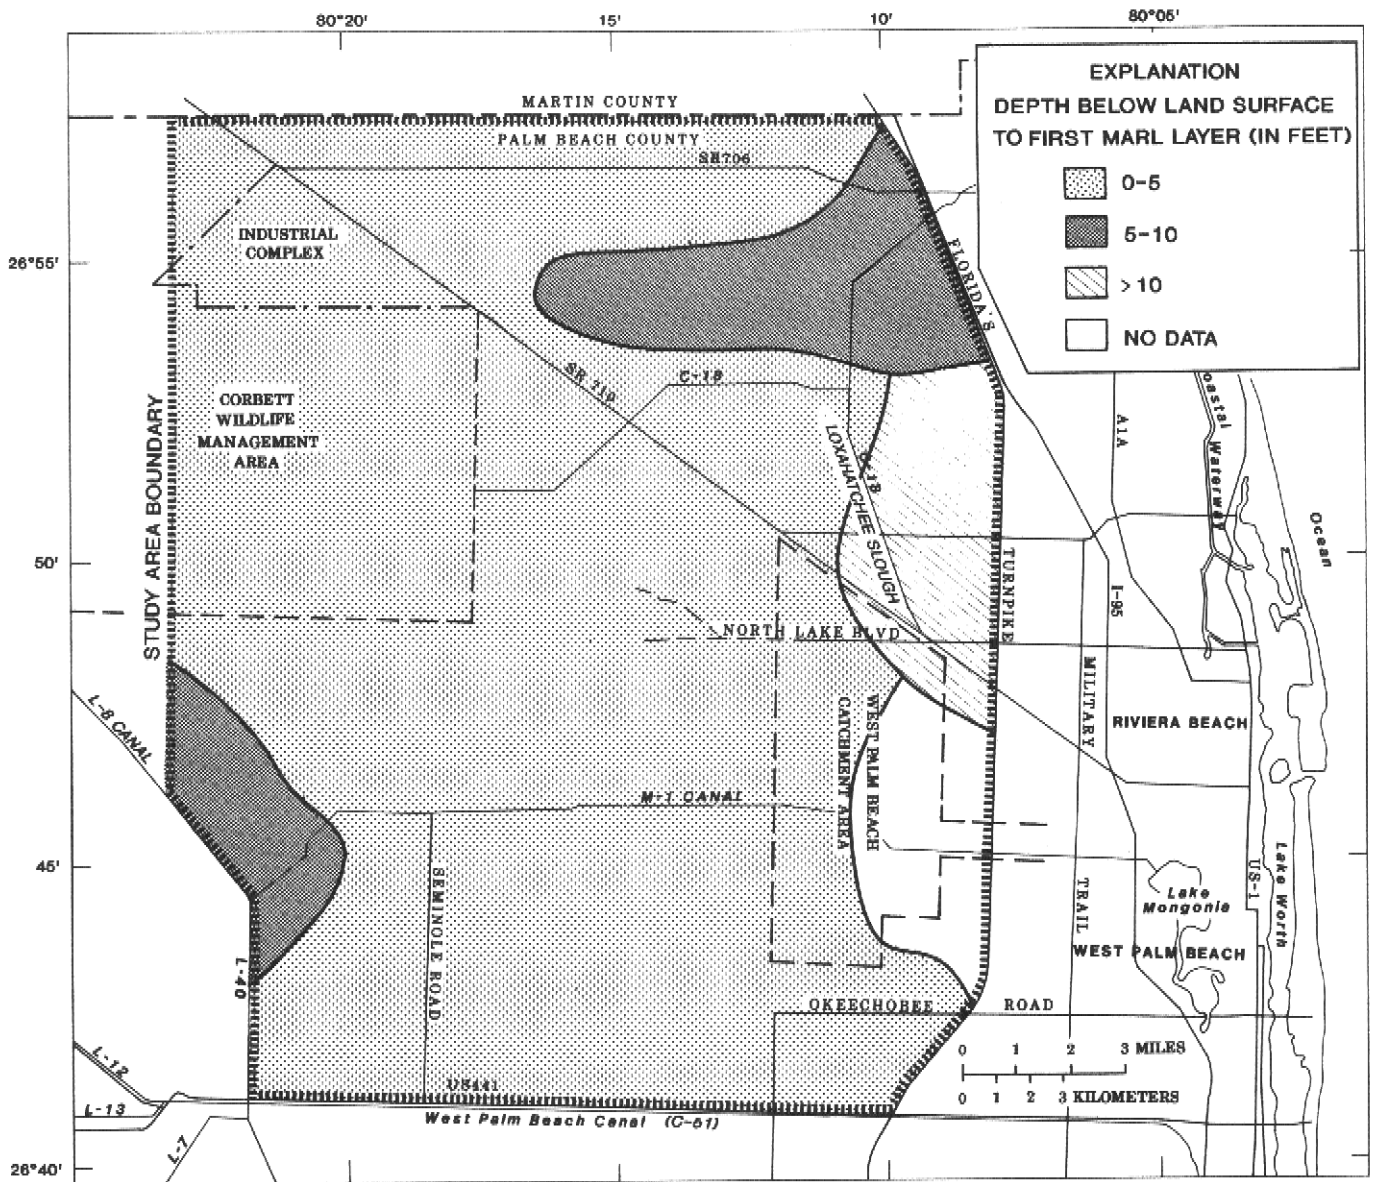 80°20'
15'
10'
80°05'
EXPLANATION
DEPTH BELOW LAND SURFACE
TO FIRST MARL LAYER (IN FEET)
0-5
5-10
>10
NO DATA
MARTIN COUNTY
PALM BEACH COUNTY
SR706
INDUSTRIAL
COMPLEX
26°55'
FLORIDA'S
TURNPIKE
SR 710
C-18
CORBETT
WILDLIFE
MANAGEMENT
AREA
STUDY AREA BOUNDARY
C-18
LOXAHATCHEE SLOUGH
A1A
oastal Waterway
Ocean
50'
I-95
NORTH LAKE BLVD
MILITARY
TRAIL
L-8 CANAL
WEST PALM BEACH
CATCHMENT AREA
RIVIERA BEACH
M-1 CANAL
45'
SEMINOLE ROAD
US-1
Lake Worth
Lake
Mongonia
WEST PALM BEACH
L-40
OKEECHOBEE ROAD
0 1 2 3 MILES
0 1 2 3 KILOMETERS
L-12
L-13
US441
West Palm Beach Canal (C-51)
L-7
26°40'